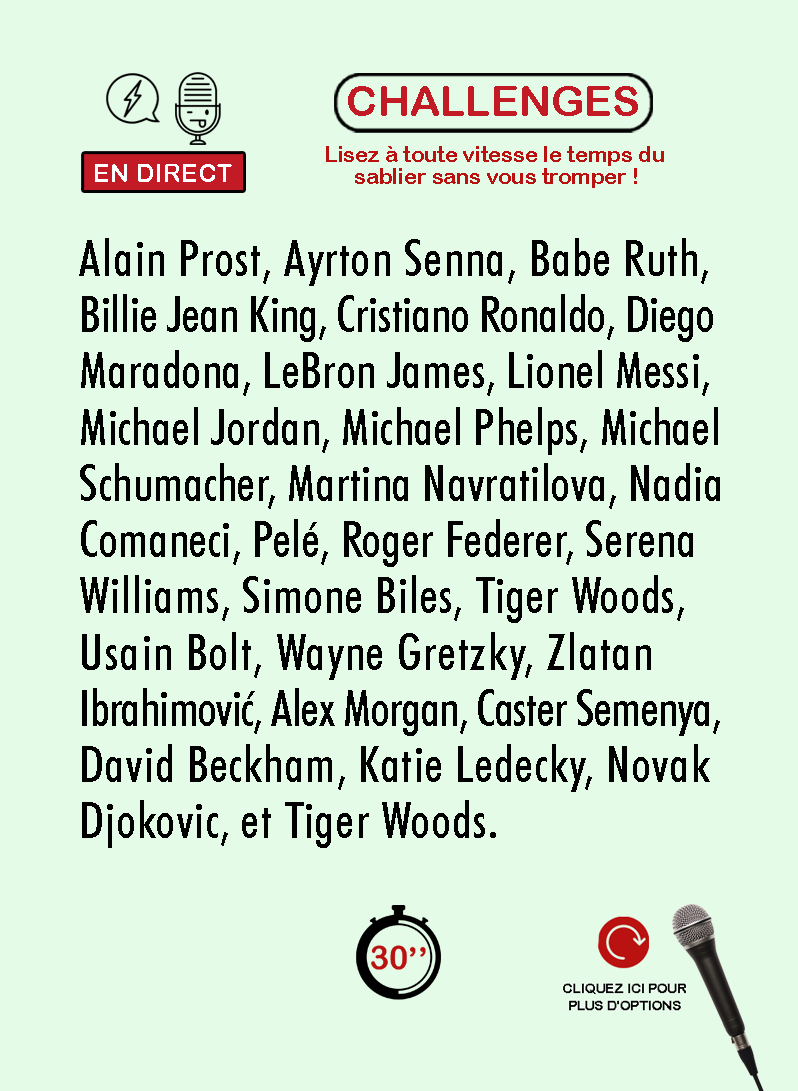 CHALLENGES
EN DIRECT
Lisez à toute vitesse le temps du
sablier sans vous tromper !
Alain Prost, Ayrton Senna, Babe Ruth,
Billie Jean King, Cristiano Ronaldo, Diego
Maradona, LeBron James, Lionel Messi,
Michael Jordan, Michael Phelps, Michael
Schumacher, Martina Navratilova, Nadia
Comaneci, Pelé, Roger Federer, Serena
Williams, Simone Biles, Tiger Woods,
Usain Bolt, Wayne Gretzky, Zlatan
Ibrahimović, Alex Morgan, Caster Semenya,
David Beckham, Katie Ledecky, Novak
Djokovic, et Tiger Woods.
30’’
CLIQUEZ ICI POUR
PLUS D'OPTIONS